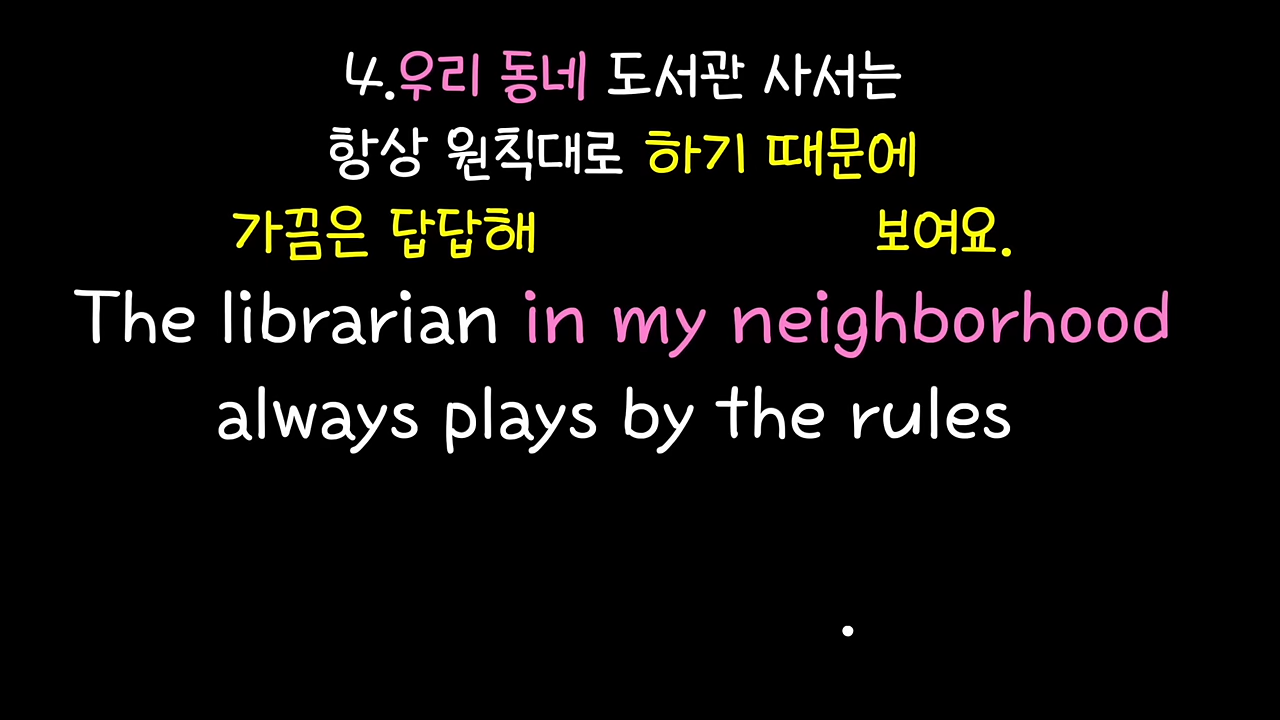 4.우리 동네 도서관 사서는
항상 원칙대로 하기 때문에
가끔은 답답해 보여요.
The librarian in my neighborhood
always plays by the rules
.